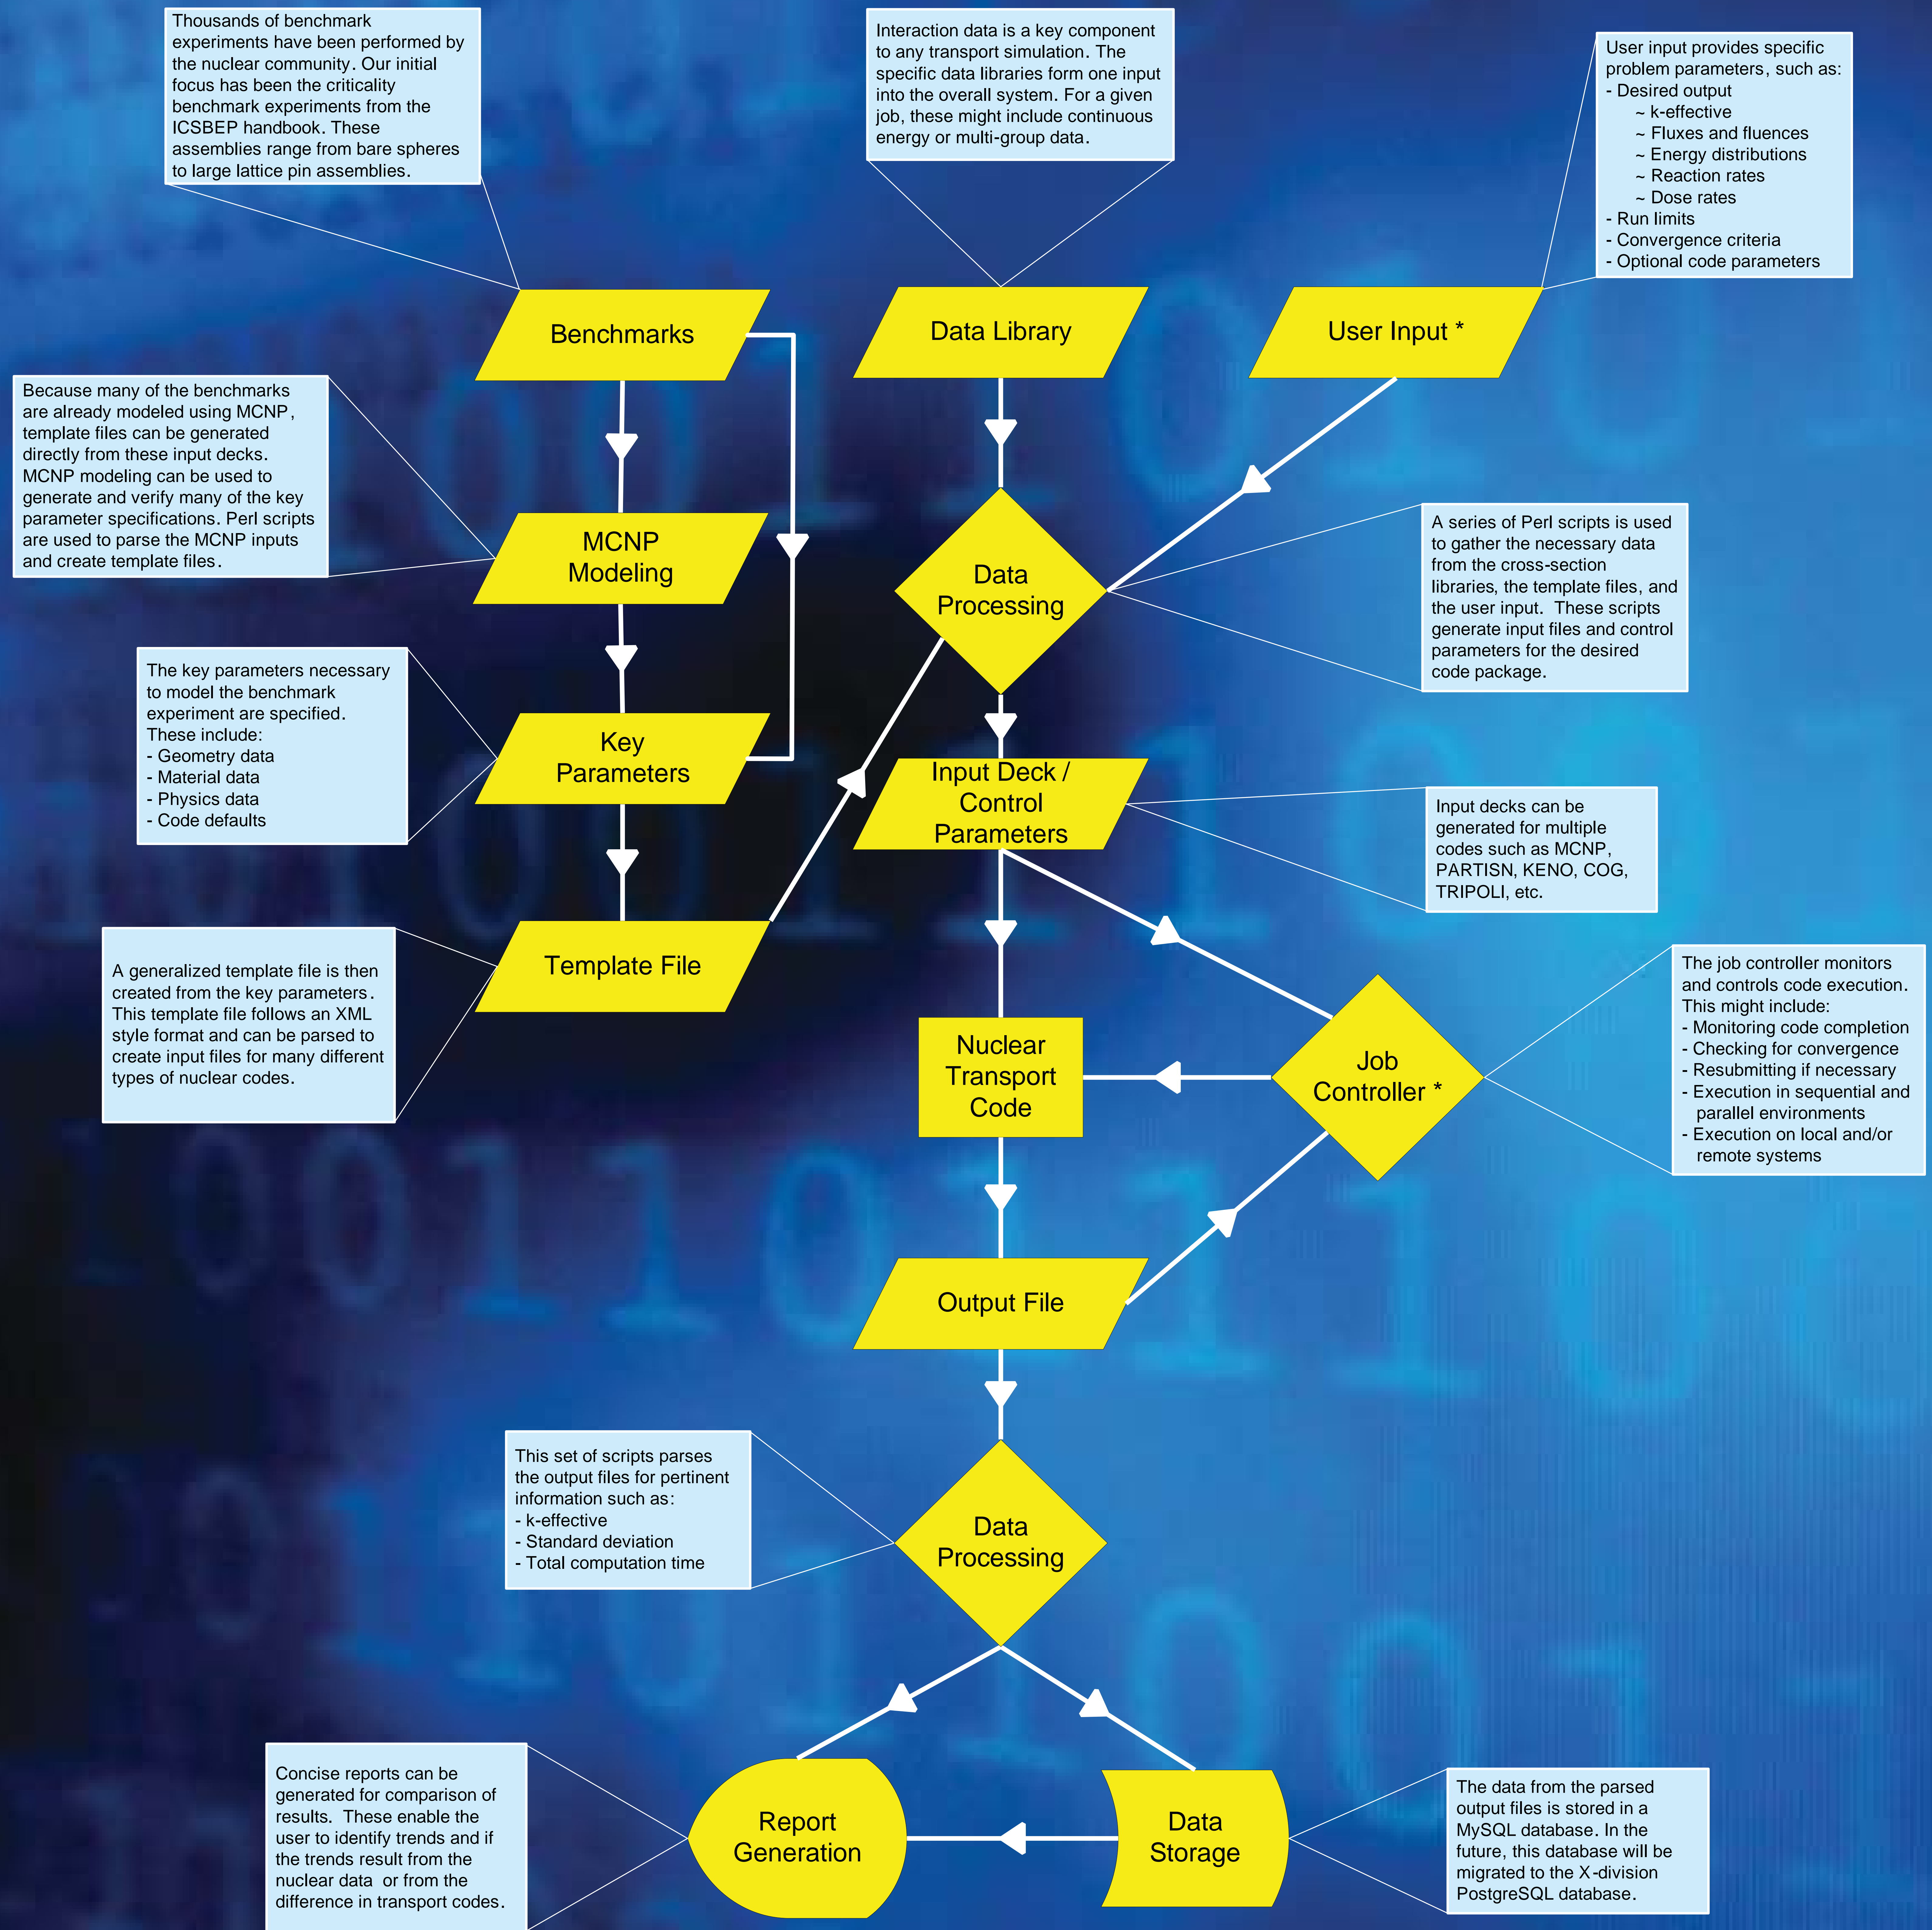 Thousands of benchmark
experiments have been performed by
the nuclear community. Our initial
focus has been the criticality
benchmark experiments from the
ICSBEP handbook. These
assemblies range from bare spheres
to large lattice pin assemblies.
Interaction data is a key component
to any transport simulation. The
specific data libraries form one input
into the overall system. For a given
job, these might include continuous
energy or multi-group data.
User input provides specific
problem parameters, such as:
- Desired output
~ k-effective
~ Fluxes and fluences
~ Energy distributions
~ Reaction rates
~ Dose rates
- Run limits
- Convergence criteria
- Optional code parameters
Benchmarks
Data Library
User Input *
Because many of the benchmarks
are already modeled using MCNP,
template files can be generated
directly from these input decks.
MCNP modeling can be used to
generate and verify many of the key
parameter specifications. Perl scripts
are used to parse the MCNP inputs
and create template files.
MCNP
Modeling
Data
Processing
A series of Perl scripts is used
to gather the necessary data
from the cross-section
libraries, the template files, and
the user input. These scripts
generate input files and control
parameters for the desired
code package.
The key parameters necessary
to model the benchmark
experiment are specified.
These include:
- Geometry data
- Material data
- Physics data
- Code defaults
Key
Parameters
Input Deck /
Control
Parameters
Input decks can be
generated for multiple
codes such as MCNP,
PARTISN, KENO, COG,
TRIPOLI, etc.
A generalized template file is then
created from the key parameters.
This template file follows an XML
style format and can be parsed to
create input files for many different
types of nuclear codes.
Template File
Nuclear
Transport
Code
Job
Controller *
The job controller monitors
and controls code execution.
This might include:
- Monitoring code completion
- Checking for convergence
- Resubmitting if necessary
- Execution in sequential and
parallel environments
- Execution on local and/or
remote systems
Output File
This set of scripts parses
the output files for pertinent
information such as:
- k-effective
- Standard deviation
- Total computation time
Data
Processing
Concise reports can be
generated for comparison of
results. These enable the
user to identify trends and if
the trends result from the
nuclear data or from the
difference in transport codes.
Report
Generation
Data
Storage
The data from the parsed
output files is stored in a
MySQL database. In the
future, this database will be
migrated to the X-division
PostgreSQL database.